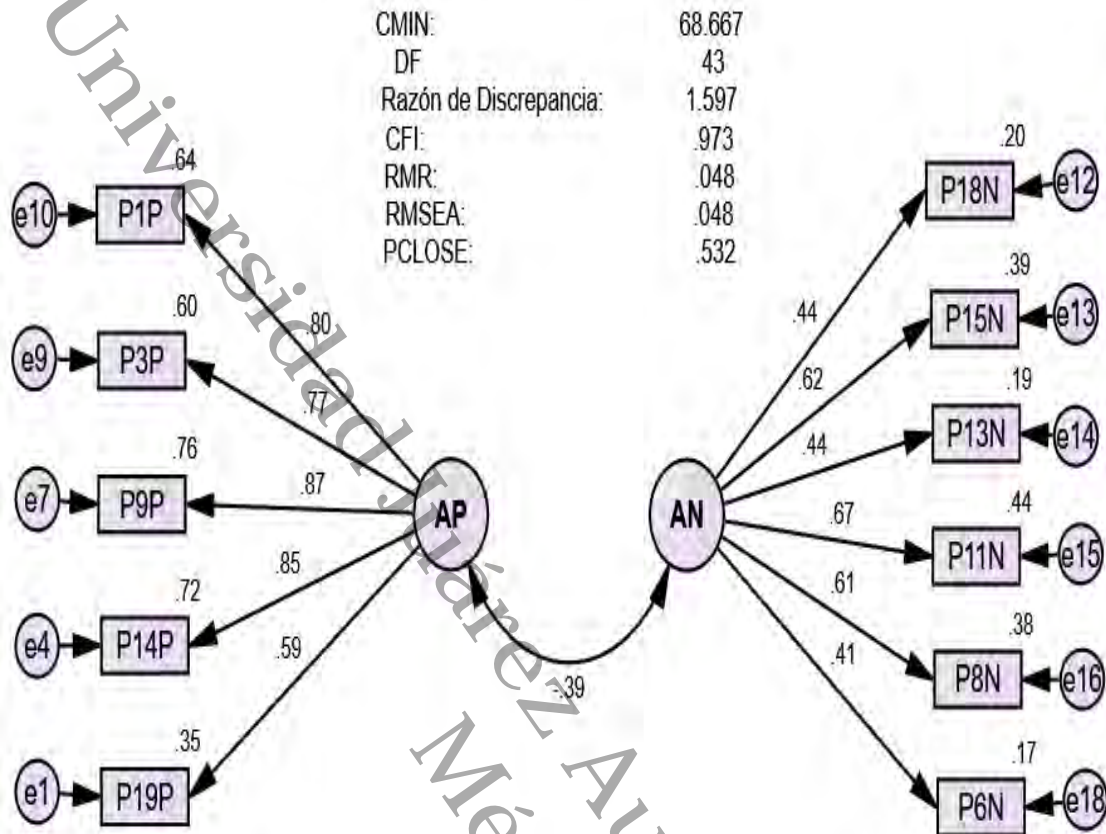 CMIN: 68.667
DF 43
Razón de Discrepancia: 1.597
CFI: .973
RMR: .048
RMSEA: .048
PCLOSE: .532
.64
e10 P1P
.80
.60
e9 P3P
.77
.76
e7 P9P
.87
.72
e4 P14P
.85
.35
e1 P19P
.59
AP
AN
-.39
.20
P18N e12
.44
.39
P15N e13
.62
.19
P13N e14
.44
.44
P11N e15
.67
.38
P8N e16
.61
.17
P6N e18
.41
Universidad Juárez Au
Mé